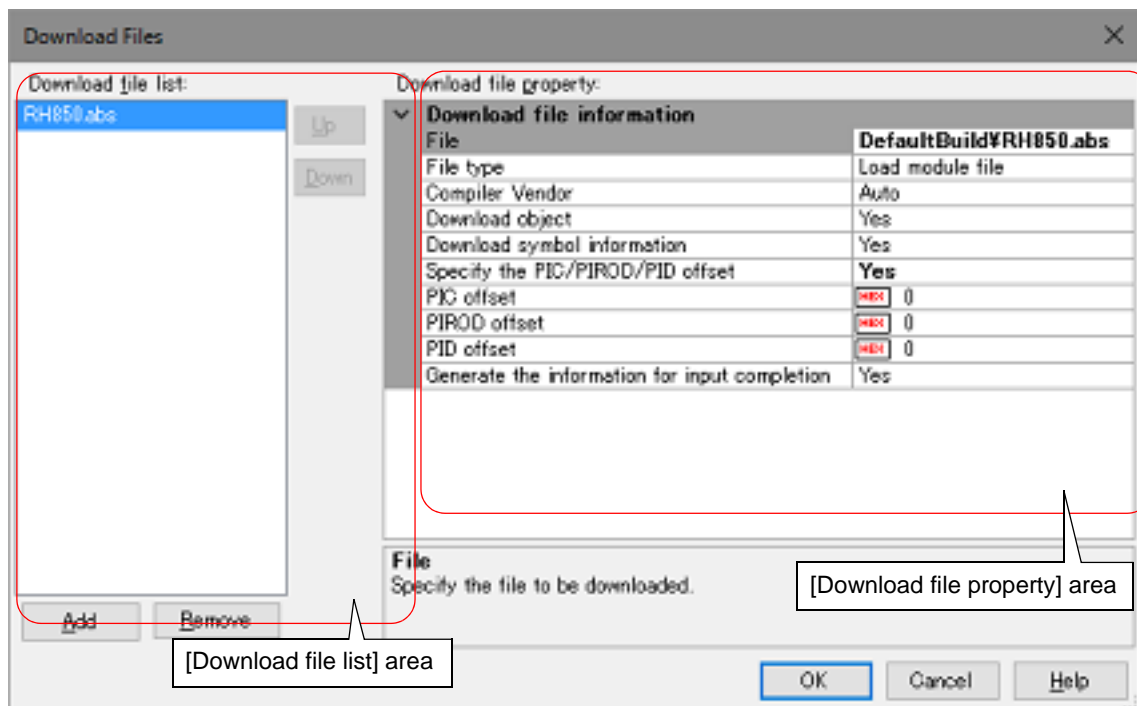 Download Files
Download file list:
RH850.abs
Up
Down
Add
Remove
Download file property:
Download file information
File DefaultBuild¥RH850.abs
File type Load module file
Compiler Vendor Auto
Download object Yes
Download symbol information Yes
Specify the PIC/PIROD/PID offset Yes
PIC offset HEX 0
PIROD offset HEX 0
PID offset HEX 0
Generate the information for input completion Yes
File
Specify the file to be downloaded.
[Download file property] area
[Download file list] area
OK
Cancel
Help